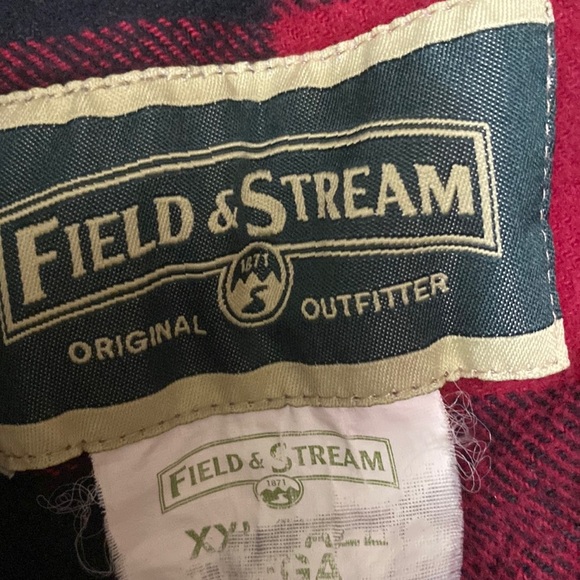 FIELD & STREAM
1871
ORIGINAL OUTFITTER
FIELD & STREAM
1871